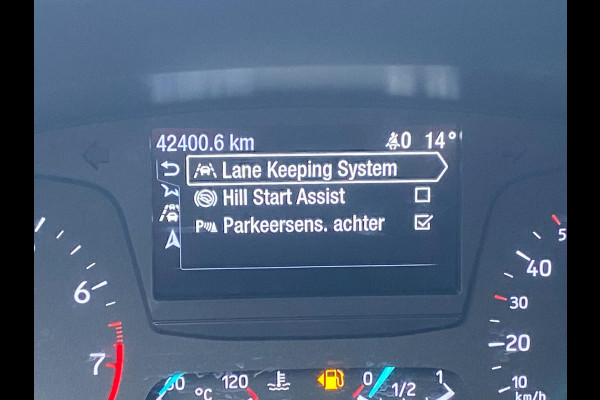 42400.6 km 0 14°
Lane Keeping System
Hill Start Assist
Parkeersens. achter
6
7
5
40
30
20
10
km/h
60 °C 120
0 1/2 1